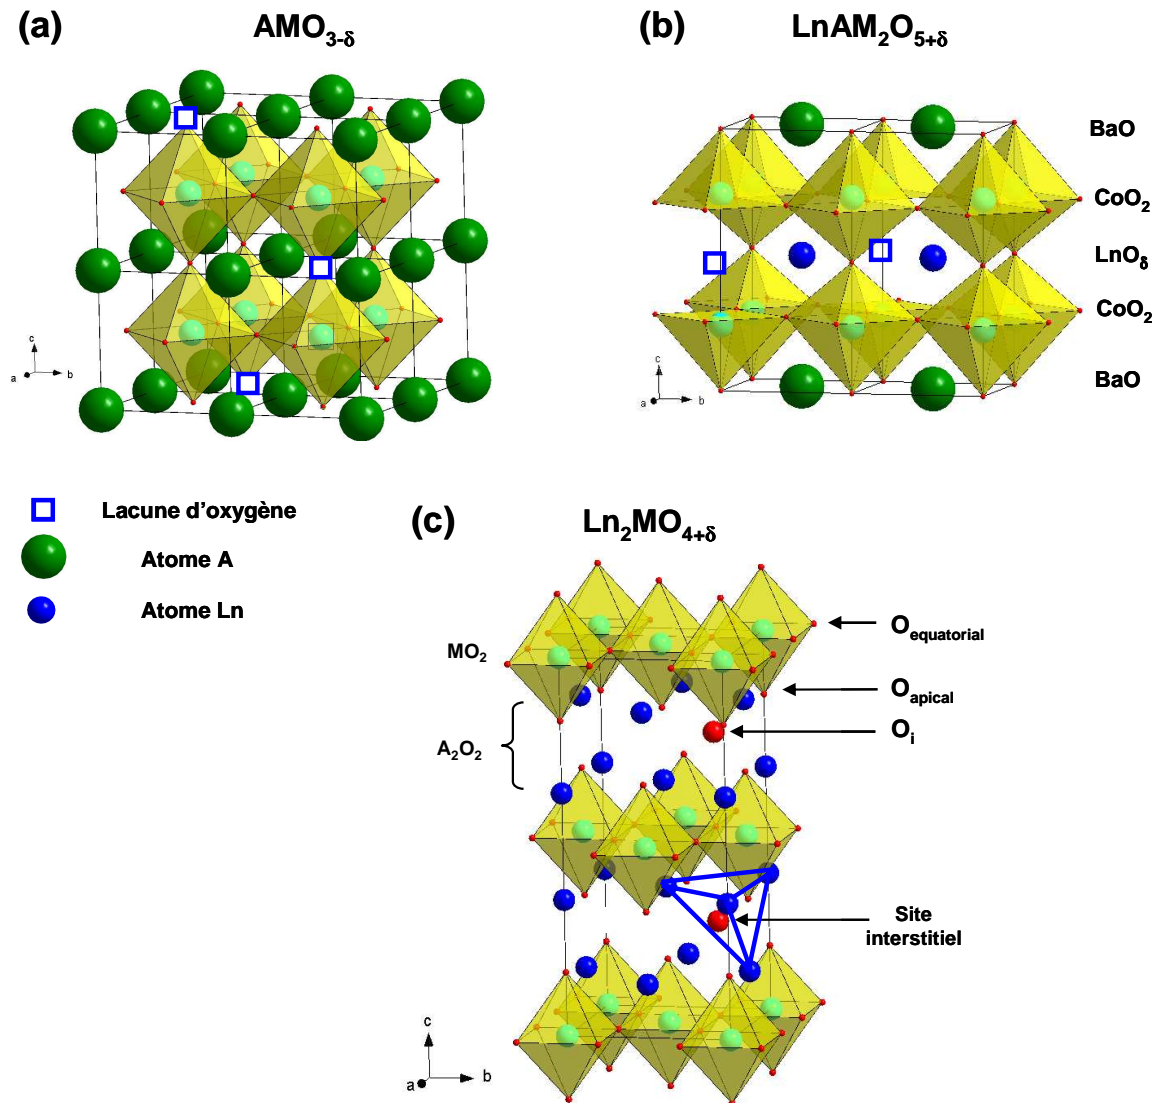 (a) AMO3-δ
(b) LnAM2O5+δ
BaO
CoO2
LnOδ
CoO2
BaO
c
a
b
c
a
b
Lacune d'oxygène
Atome A
Atome Ln
(c) Ln2MO4+δ
MO2
A2O2
Oequatorial
Oapical
Oi
Site
interstitiel
c
a
b